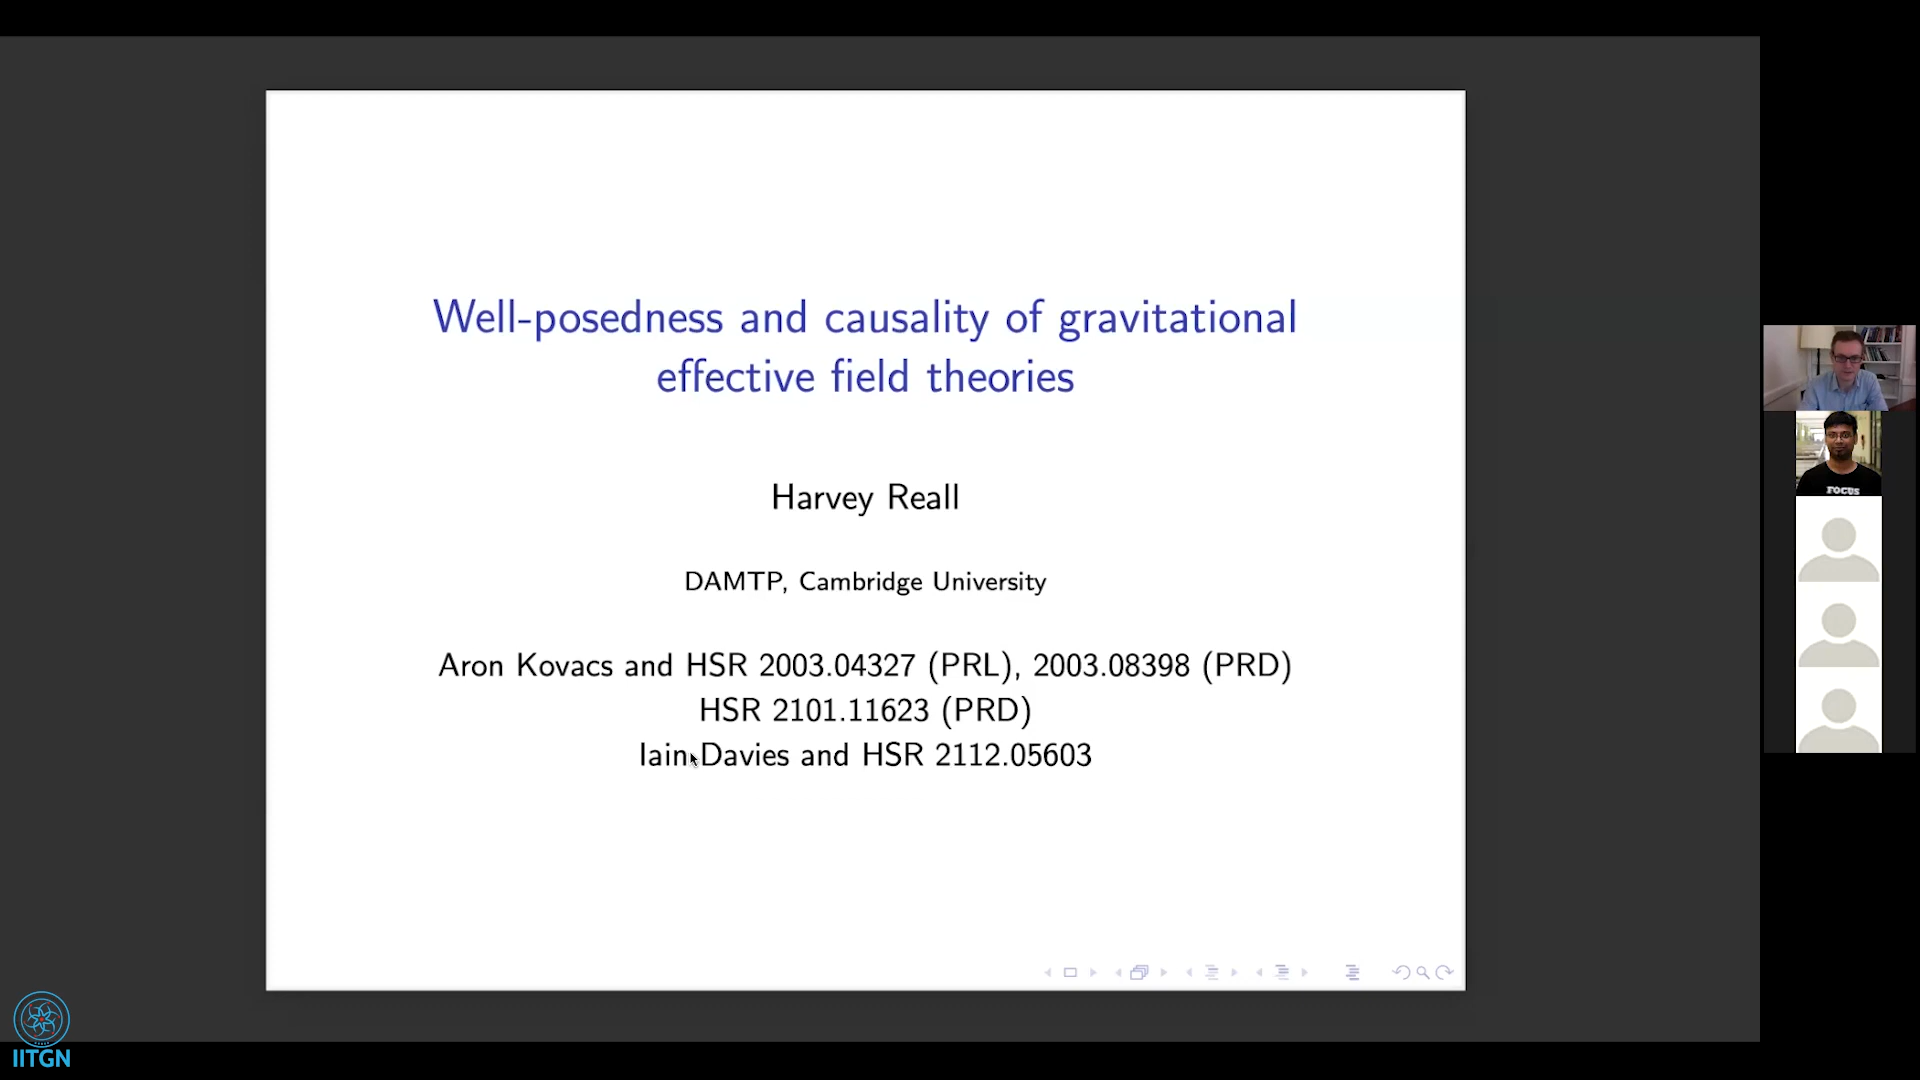 Well-posedness and causality of gravitational
effective field theories
Harvey Reall
DAMTP, Cambridge University
Aron Kovacs and HSR 2003.04327 (PRL), 2003.08398 (PRD)
HSR 2101.11623 (PRD)
Iain Davies and HSR 2112.05603
FOCUS
IITGN